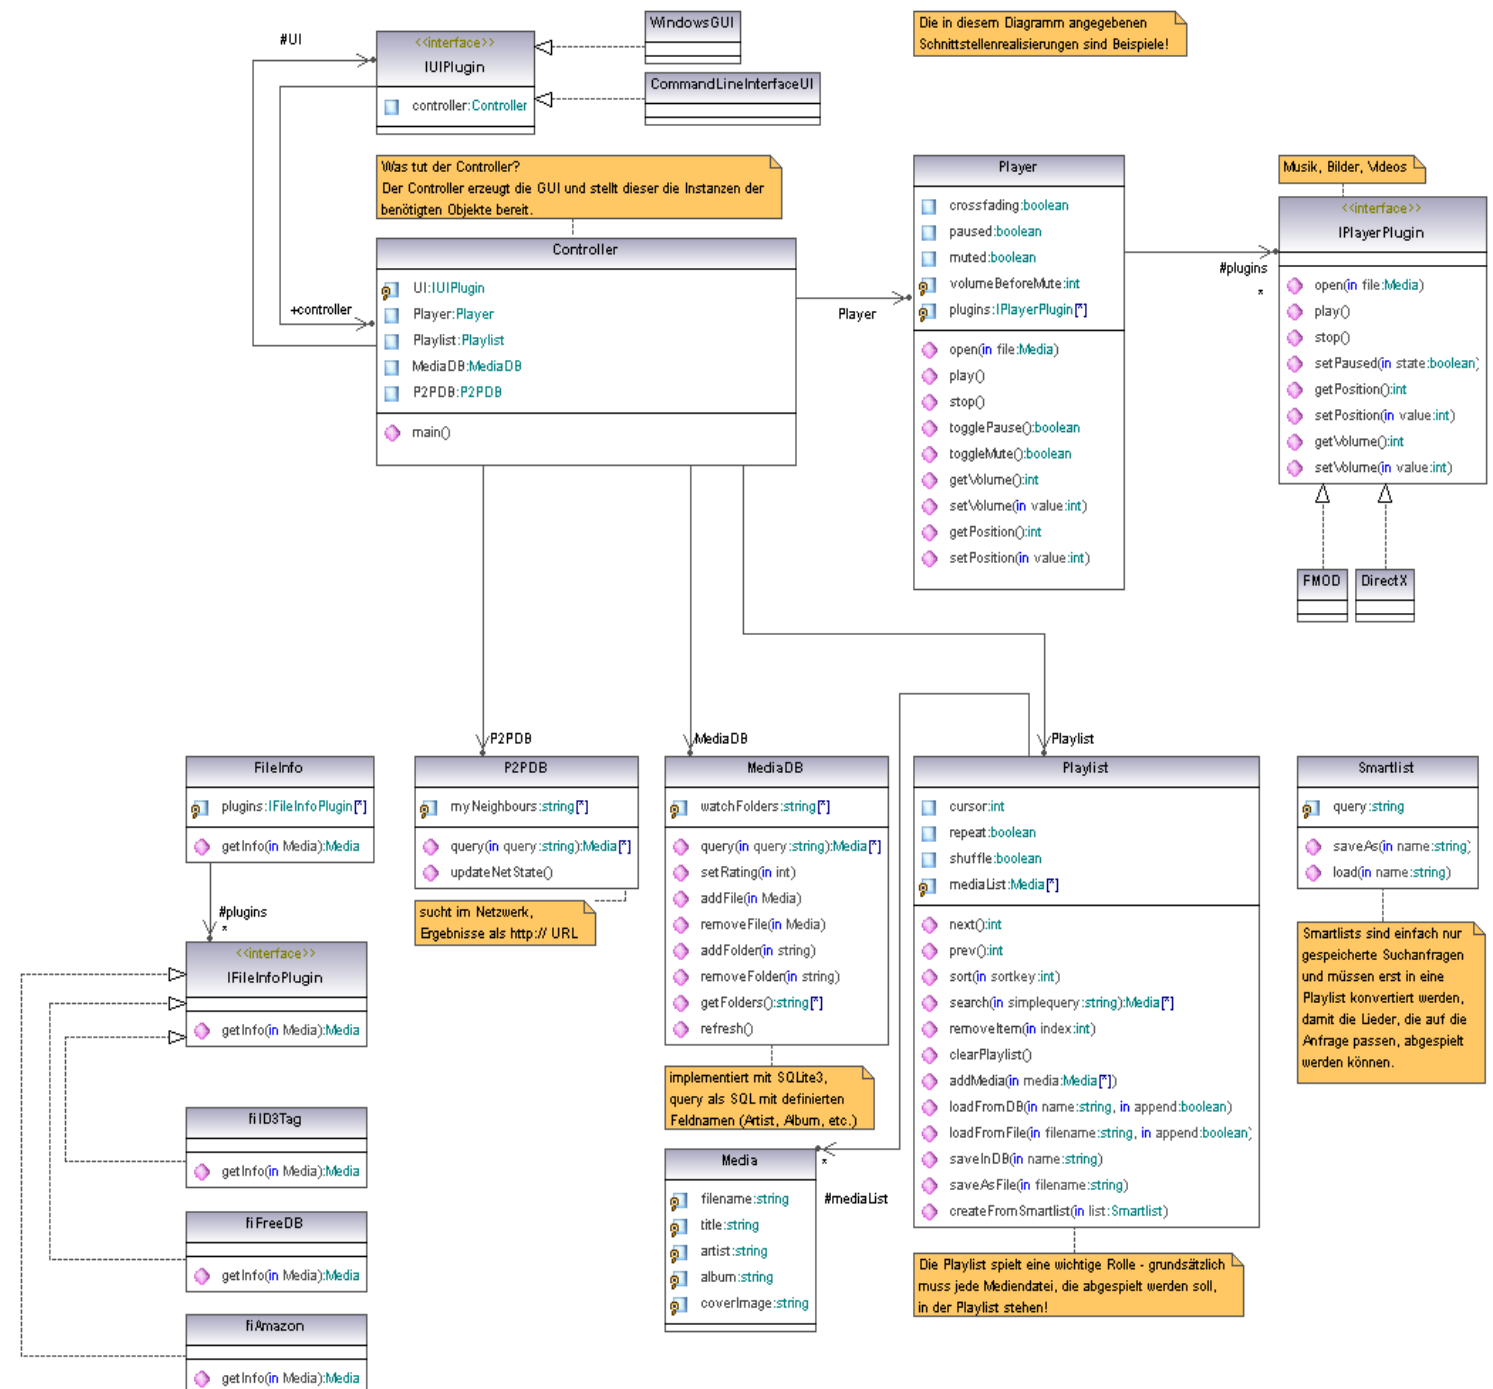 #UI
<<interface>>
IUIPlugin
controller:Controller
WindowsGUI
CommandLineInterfaceUI
Die in diesem Diagramm angegebenen
Schnittstellenrealisierungen sind Beispiele!
Was tut der Controller?
Der Controller erzeugt die GUI und stellt dieser die Instanzen der
benötigten Objekte bereit.
+controller
Controller
UI:IUIPlugin
Player:Player
Playlist:Playlist
MediaDB:MediaDB
P2PDB:P2PDB
main()
Player
Player
crossfading:boolean
paused:boolean
muted:boolean
volumeBeforeMute:int
plugins:IPlayerPlugin[*]
open(in file:Media)
play()
stop()
togglePause():boolean
toggleMute():boolean
getVolume():int
setVolume(in value:int)
getPosition():int
setPosition(in value:int)
#plugins
*
Musik, Bilder, Videos
<<interface>>
IPlayerPlugin
open(in file:Media)
play()
stop()
setPaused(in state:boolean)
getPosition():int
setPosition(in value:int)
getVolume():int
setVolume(in value:int)
FMOD
DirectX
P2PDB
MediaDB
Playlist
FileInfo
plugins:IFileInfoPlugin[*]
getInfo(in Media):Media
#plugins
*
<<interface>>
IFileInfoPlugin
getInfo(in Media):Media
fiID3Tag
getInfo(in Media):Media
fiFreeDB
getInfo(in Media):Media
fiAmazon
getInfo(in Media):Media
P2PDB
myNeighbours:string[*]
query(in query:string):Media[*]
updateNetState()
sucht im Netzwerk,
Ergebnisse als http:// URL
MediaDB
watchFolders:string[*]
query(in query:string):Media[*]
setRating(in int)
addFile(in Media)
removeFile(in Media)
addFolder(in string)
removeFolder(in string)
getFolders():string[*]
refresh()
implementiert mit SQLite3,
query als SQL mit definierten
Feldnamen (Artist, Album, etc.)
Media
filename:string
title:string
artist:string
album:string
coverImage:string
*
#mediaList
Playlist
cursor:int
repeat:boolean
shuffle:boolean
mediaList:Media[*]
next():int
prev():int
sort(in sortkey:int)
search(in simplequery:string):Media[*]
removeItem(in index:int)
clearPlaylist()
addMedia(in media:Media[*])
loadFromDB(in name:string, in append:boolean)
loadFromFile(in filename:string, in append:boolean)
saveInDB(in name:string)
saveAsFile(in filename:string)
createFromSmartlist(in list:Smartlist)
Die Playlist spielt eine wichtige Rolle - grundsätzlich
muss jede Mediendatei, die abgespielt werden soll,
in der Playlist stehen!
Smartlist
query:string
saveAs(in name:string)
load(in name:string)
Smartlists sind einfach nur
gespeicherte Suchanfragen
und müssen erst in eine
Playlist konvertiert werden,
damit die Lieder, die auf die
Anfrage passen, abgespielt
werden können.